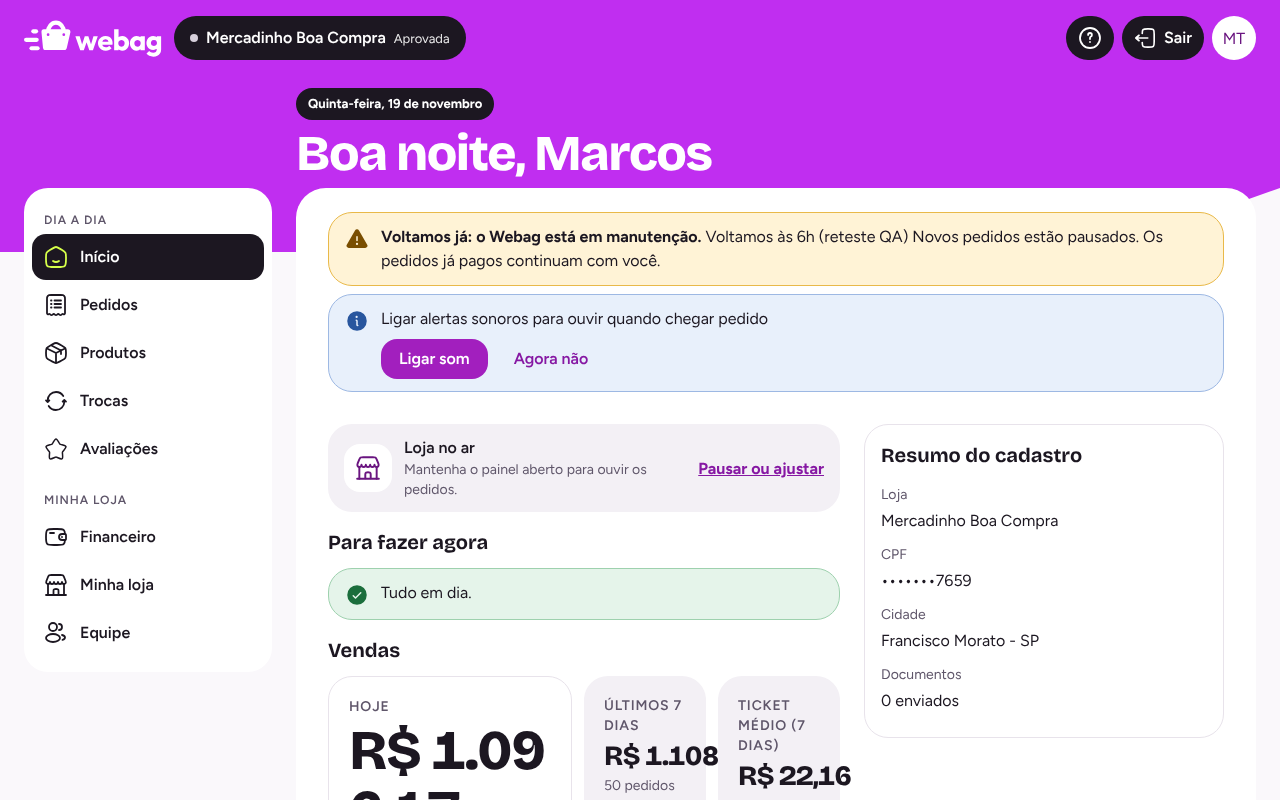 webag
Mercadinho Boa Compra Aprovada
Sair
MT
Quinta-feira, 19 de novembro
Boa noite, Marcos
DIA A DIA
Início
Pedidos
Produtos
Trocas
Avaliações
MINHA LOJA
Financeiro
Minha loja
Equipe
Voltamos já: o Webag está em manutenção. Voltamos às 6h (reteste QA) Novos pedidos estão pausados. Os
pedidos já pagos continuam com você.
Ligar alertas sonoros para ouvir quando chegar pedido
Ligar som
Agora não
Loja no ar
Mantenha o painel aberto para ouvir os
pedidos.
Pausar ou ajustar
Para fazer agora
Tudo em dia.
Vendas
HOJE
R$ 1.09
ÚLTIMOS 7
DIAS
R$ 1.108
50 pedidos
TICKET
MÉDIO (7
DIAS)
R$ 22,16
Resumo do cadastro
Loja
Mercadinho Boa Compra
CPF
•••••••7659
Cidade
Francisco Morato - SP
Documentos
0 enviados